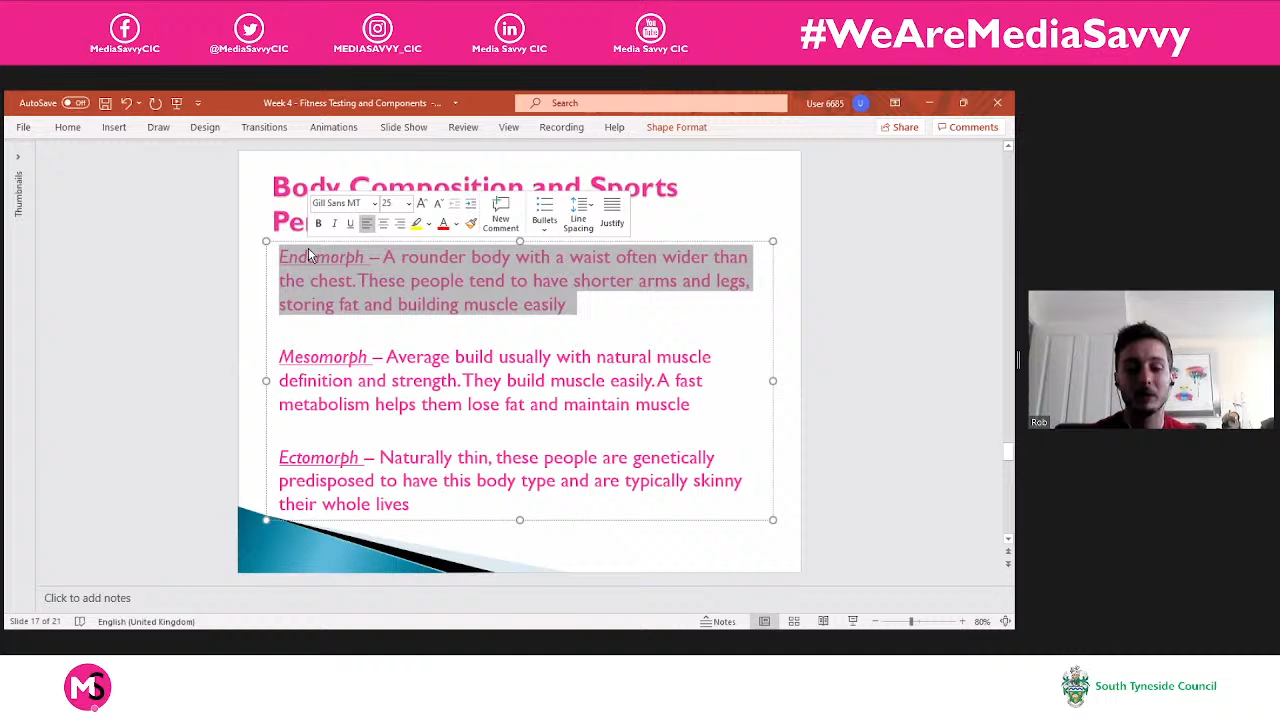 MediaSavvyCIC
@MediaSavvyCIC
MEDIASAVVY_CIC
in
Media Savvy CIC
You Tube
Media Savvy CIC
#WeAreMediaSavvy
AutoSave Off
Week 4 - Fitness Testing and Components -...
Search
User 6685 U
File Home Insert Draw Design Transitions Animations Slide Show Review View Recording Help Shape Format Share Comments
Thumbnails
Body Composition and Sports
Gill Sans MT 25
New Comment
Bullets
Line Spacing
Justify
Endomorph – A rounder body with a waist often wider than
the chest. These people tend to have shorter arms and legs,
storing fat and building muscle easily
Mesomorph – Average build usually with natural muscle
definition and strength. They build muscle easily. A fast
metabolism helps them lose fat and maintain muscle
Ectomorph – Naturally thin, these people are genetically
predisposed to have this body type and are typically skinny
their whole lives
Rob
Click to add notes
Slide 17 of 21 English (United Kingdom) Notes 80%
MS
South Tyneside Council